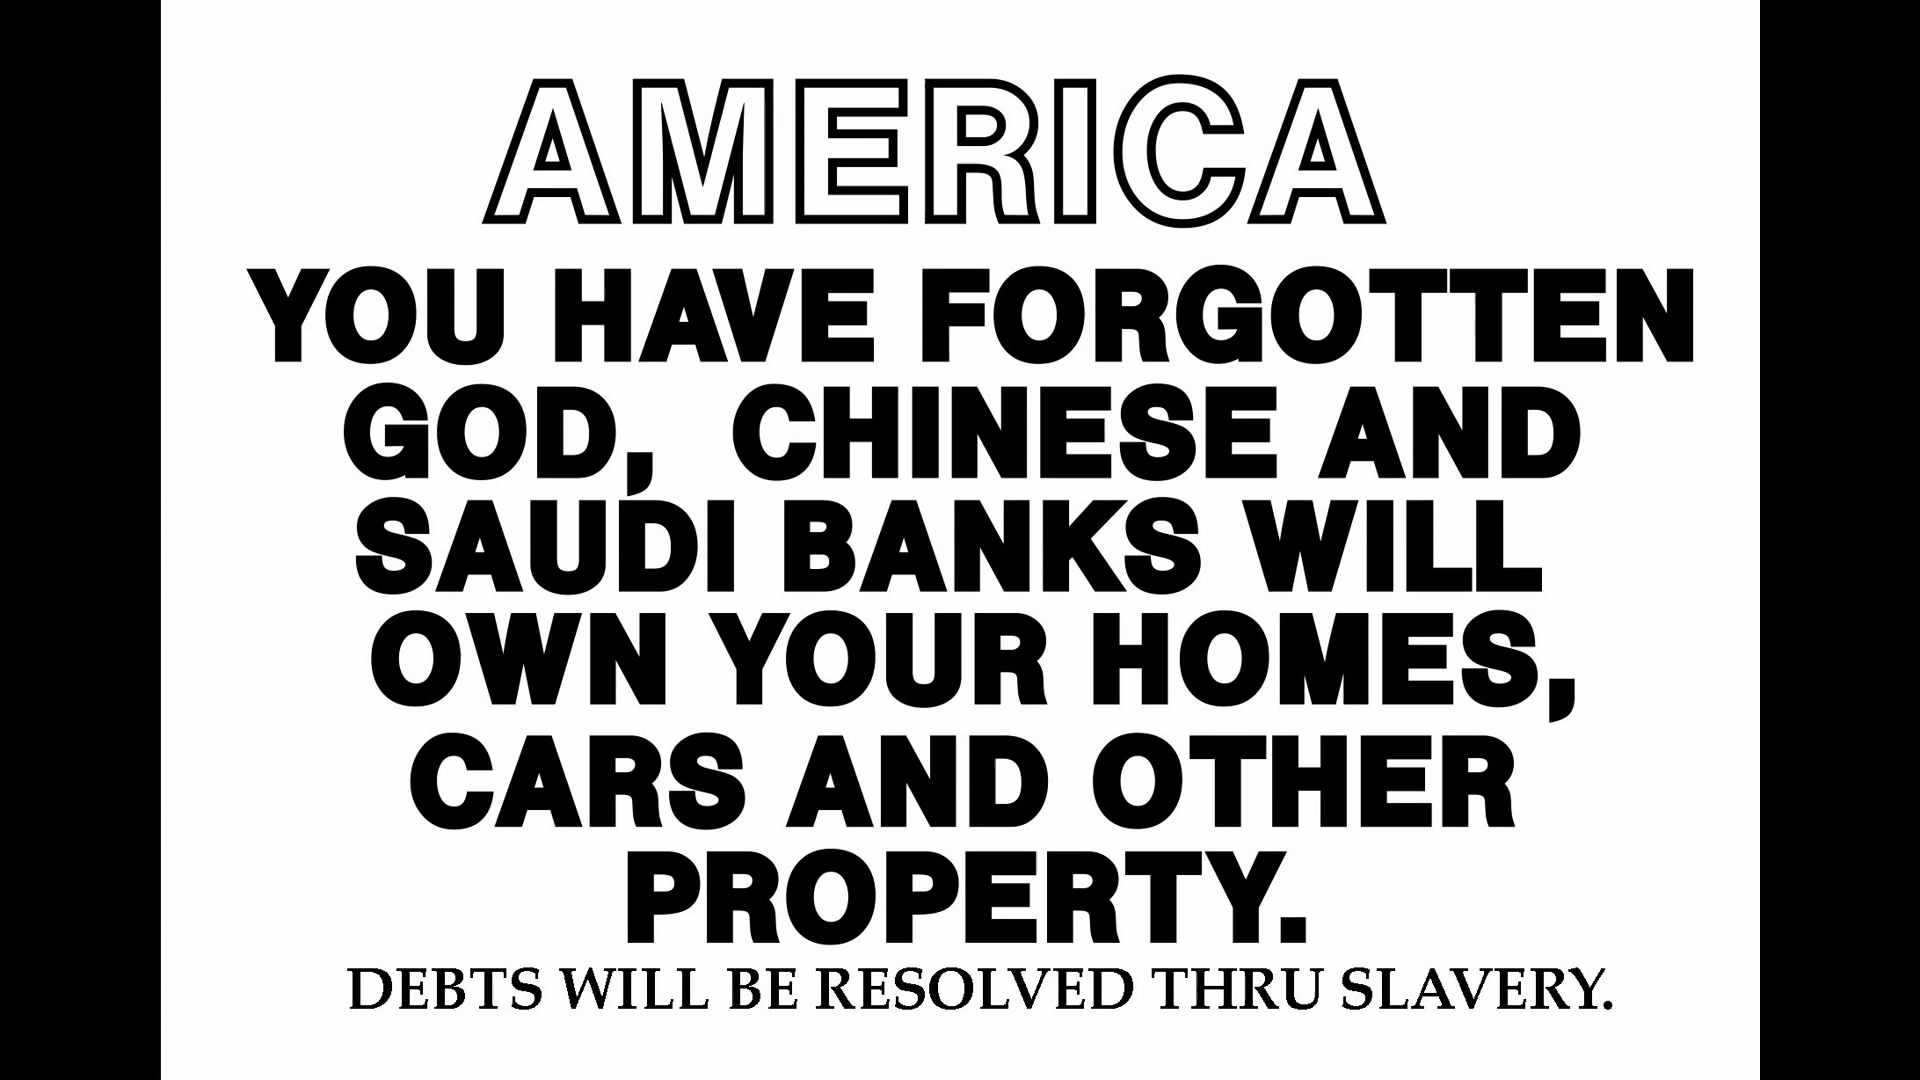 AMERICA
YOU HAVE FORGOTTEN
GOD, CHINESE AND
SAUDI BANKS WILL
OWN YOUR HOMES,
CARS AND OTHER
PROPERTY.
DEBTS WILL BE RESOLVED THRU SLAVERY.